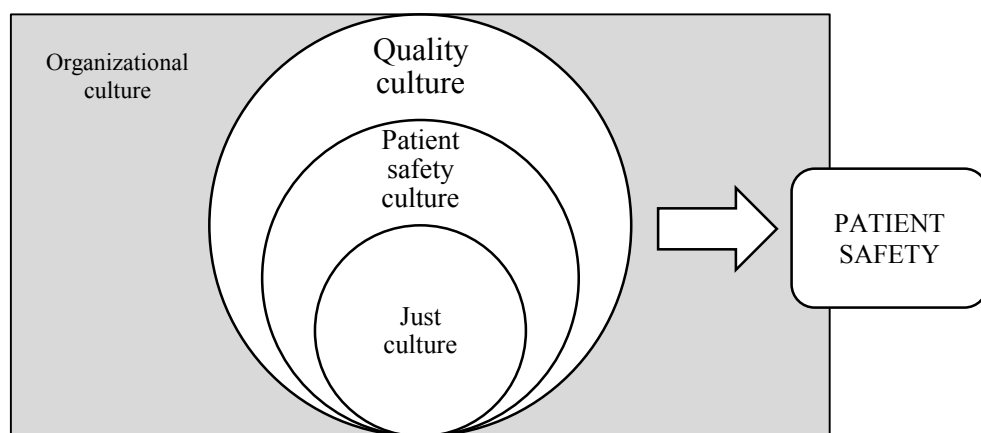 Organizational
culture
Quality
culture
Patient
safety
culture
Just
culture
PATIENT
SAFETY